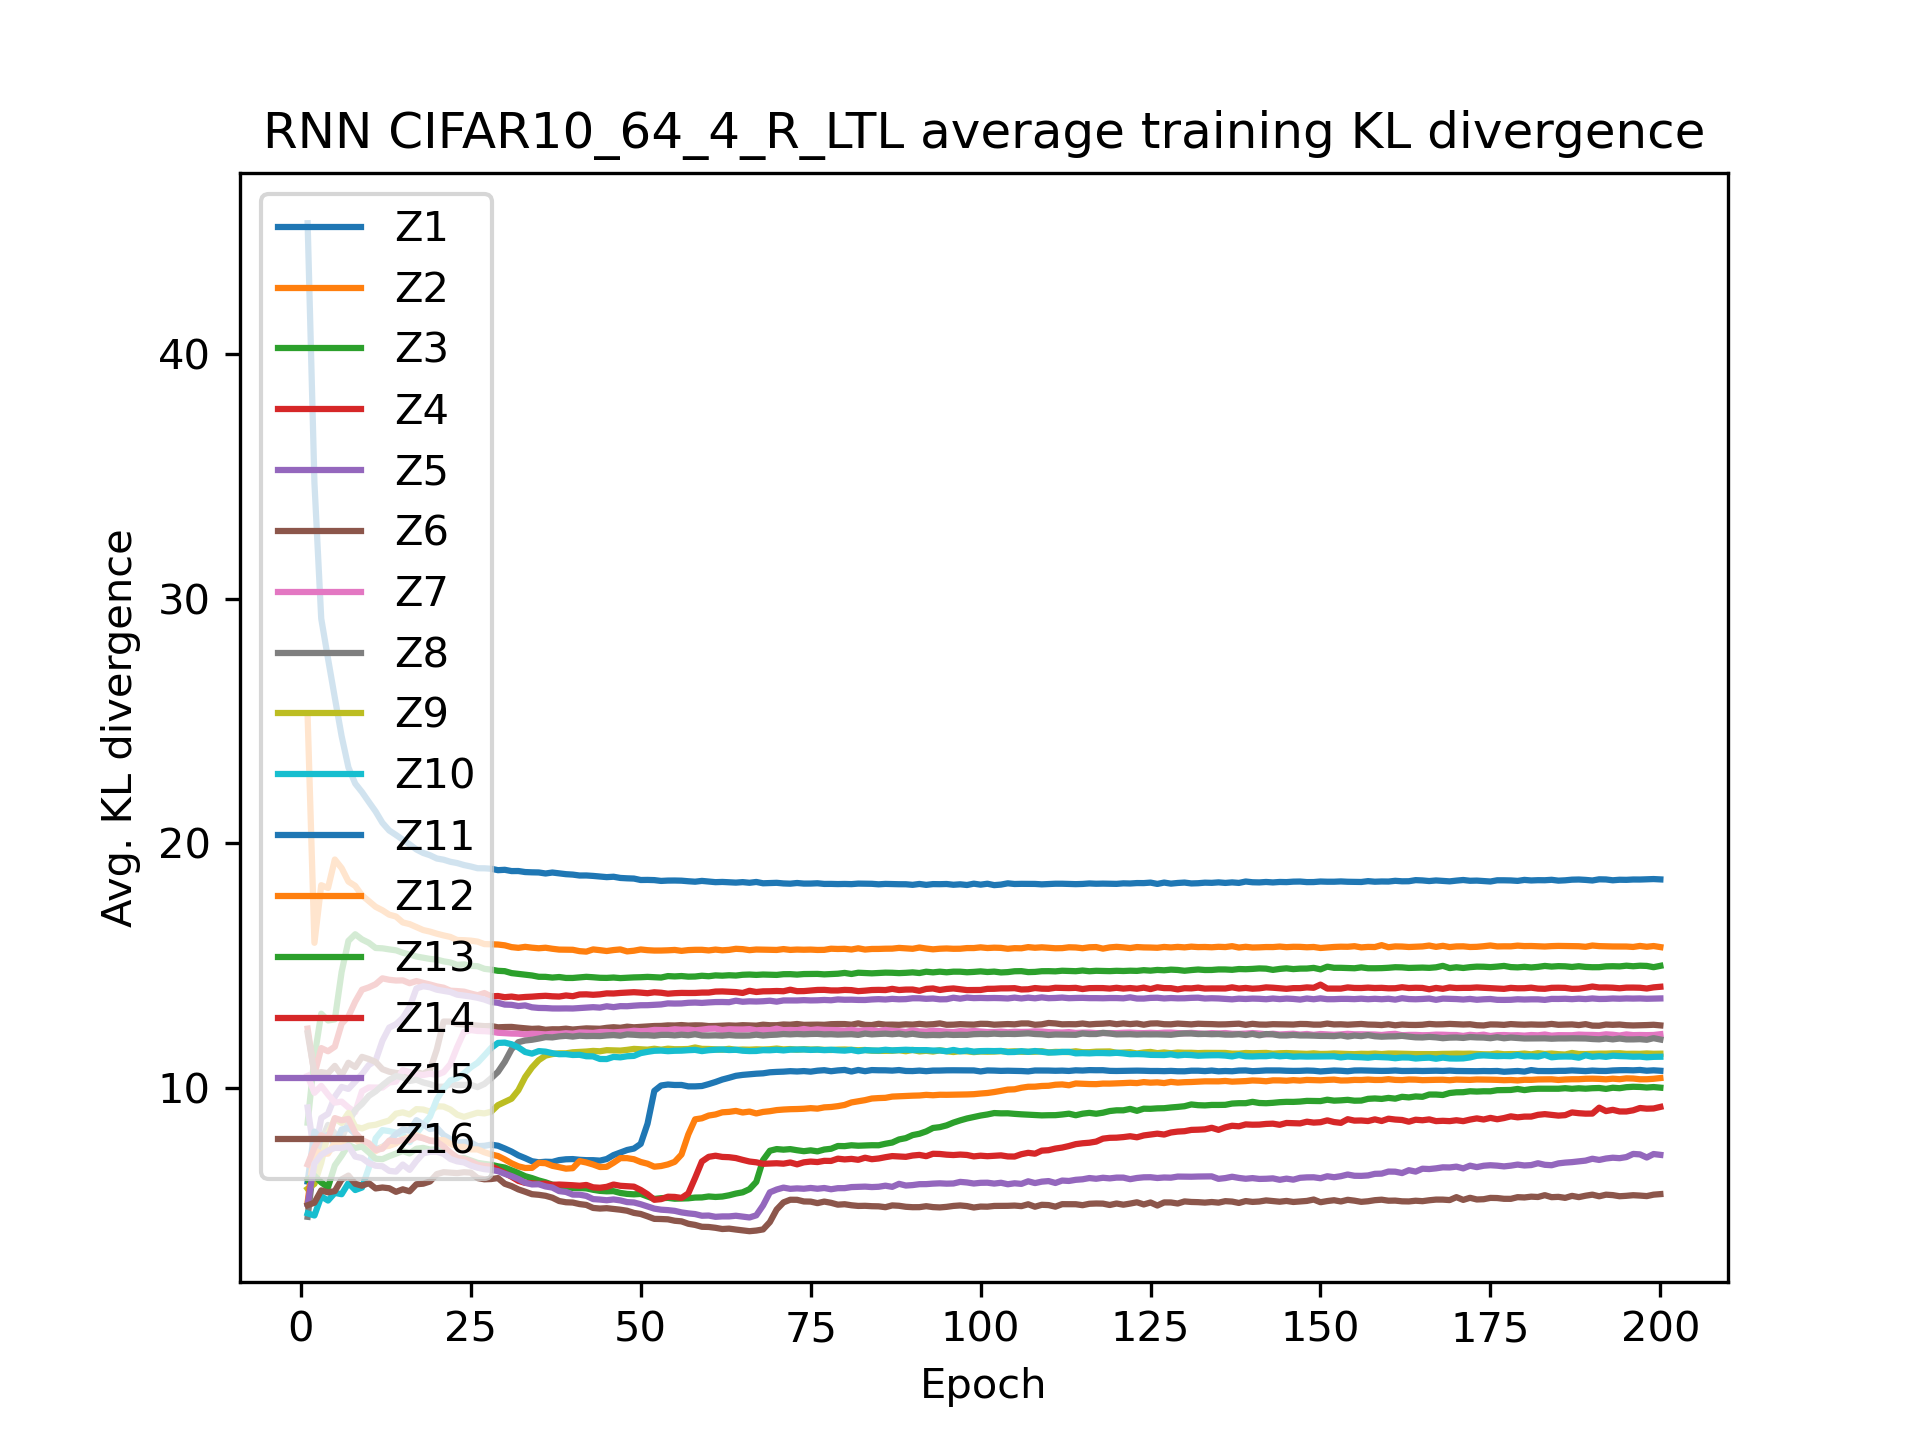 RNN CIFAR10_64_4_R_LTL average training KL divergence
Z1
Z2
Z3
Z4
Z5
Z6
Z7
Z8
Z9
Z10
Z11
Z12
Z13
Z14
Z15
Z16
Avg. KL divergence
40
30
20
10
0 25 50 75 100 125 150 175 200
Epoch